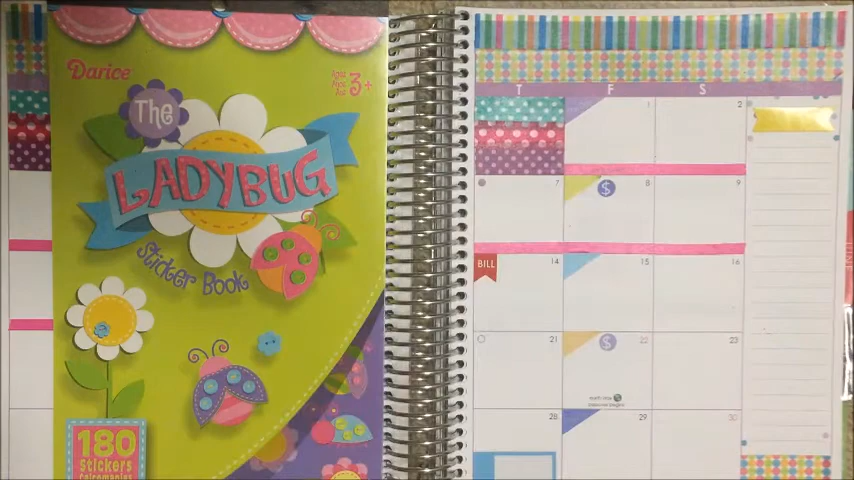 Darice
Ages
3+
The
LADYBUG
Sticker Book
180
Stickers
T F S
1 2
7 8 9
$
BILL
14 15 16
21 22 23
$
28 29 30